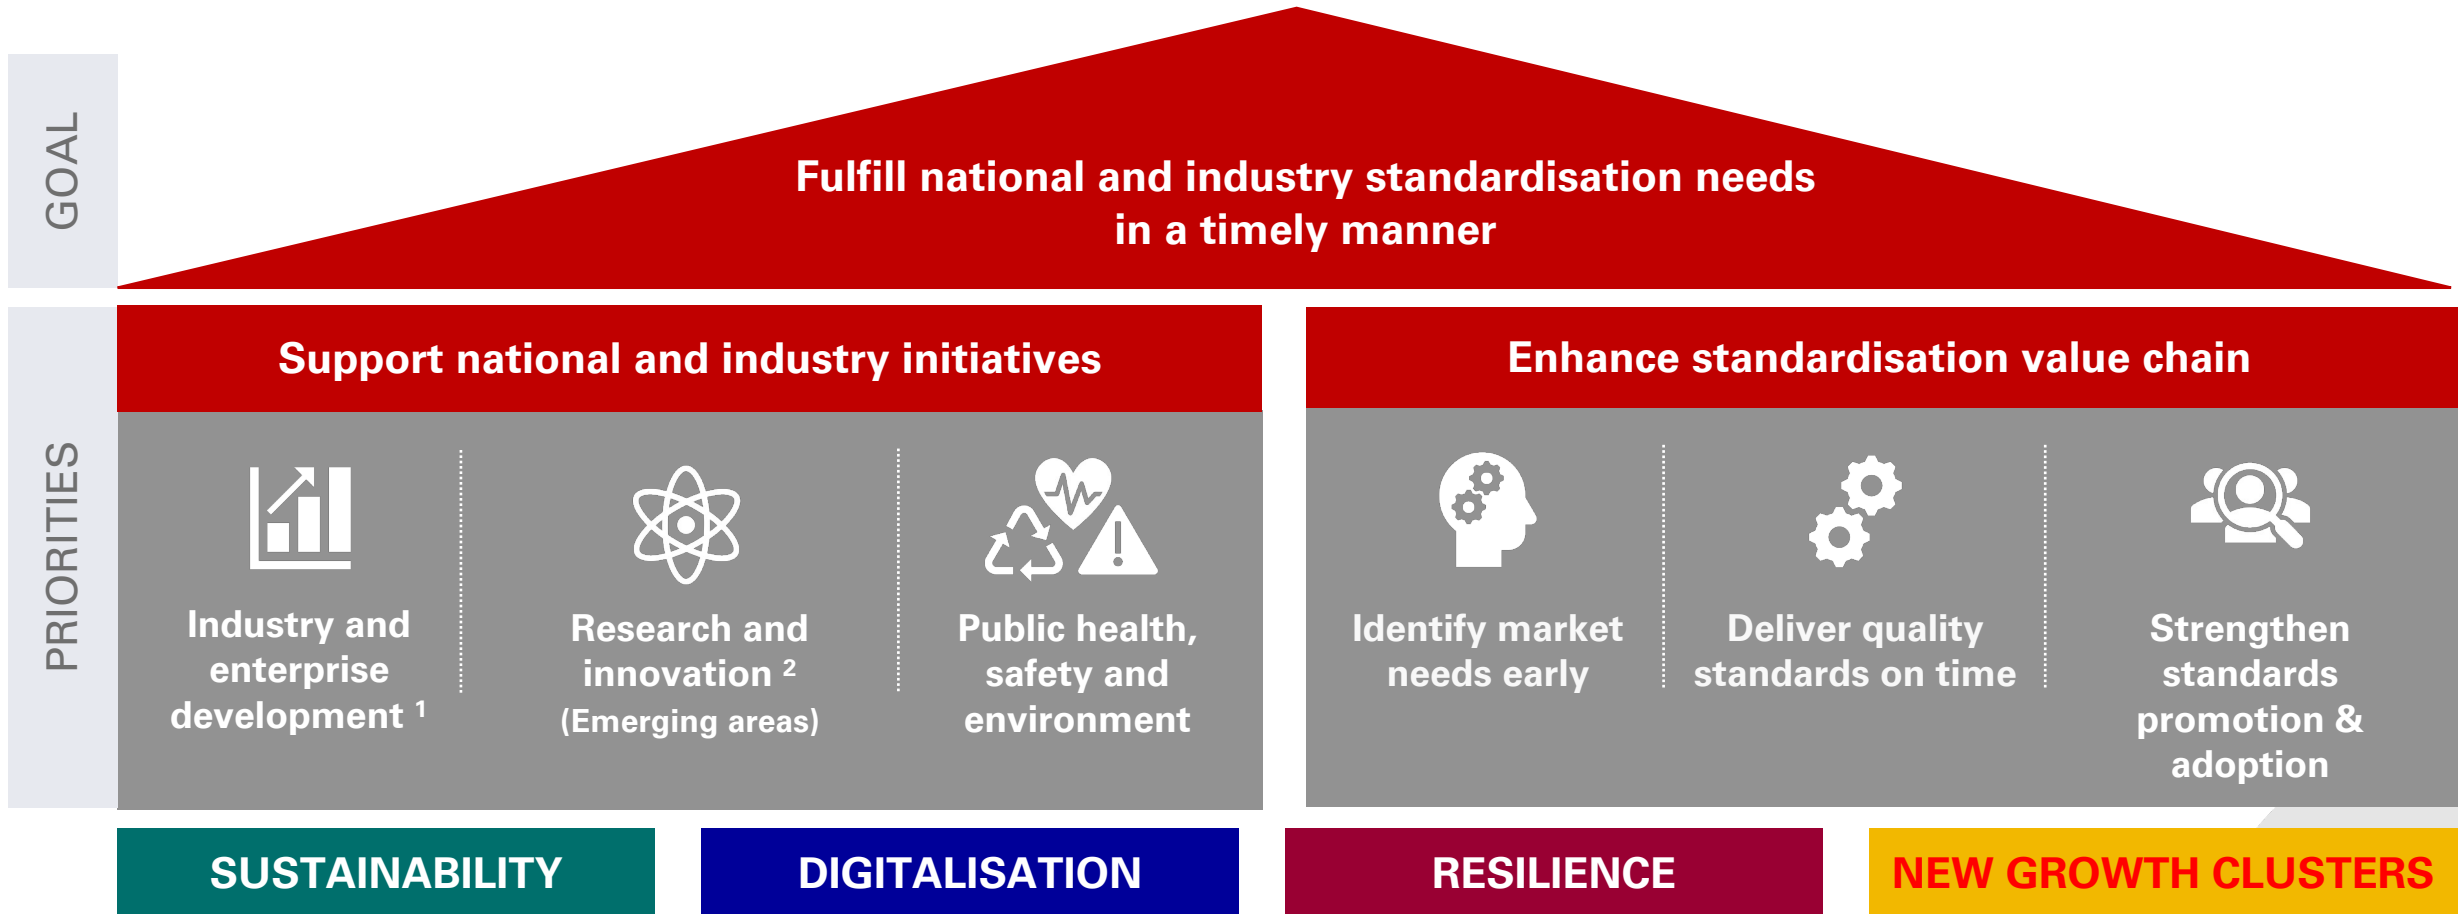 GOAL
Fulfill national and industry standardisation needs
in a timely manner
PRIORITIES
Support national and industry initiatives
Industry and
enterprise
development ¹
Research and
innovation ²
(Emerging areas)
Public health,
safety and
environment
Enhance standardisation value chain
Identify market
needs early
Deliver quality
standards on time
Strengthen
standards
promotion &
adoption
SUSTAINABILITY
DIGITALISATION
RESILIENCE
NEW GROWTH CLUSTERS